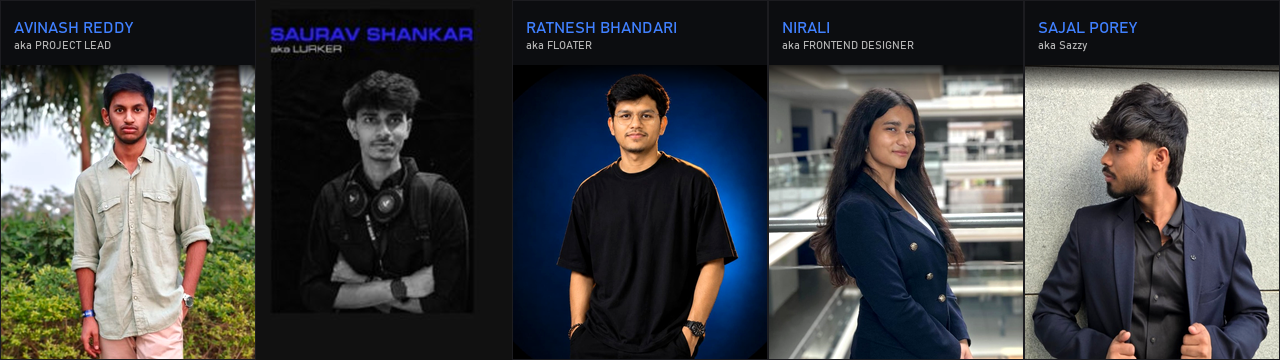 AVINASH REDDY
aka PROJECT LEAD
SAURAV SHANKAR
aka LURKER
RATNESH BHANDARI
aka FLOATER
NIRALI
aka FRONTEND DESIGNER
SAJAL POREY
aka Sazzy